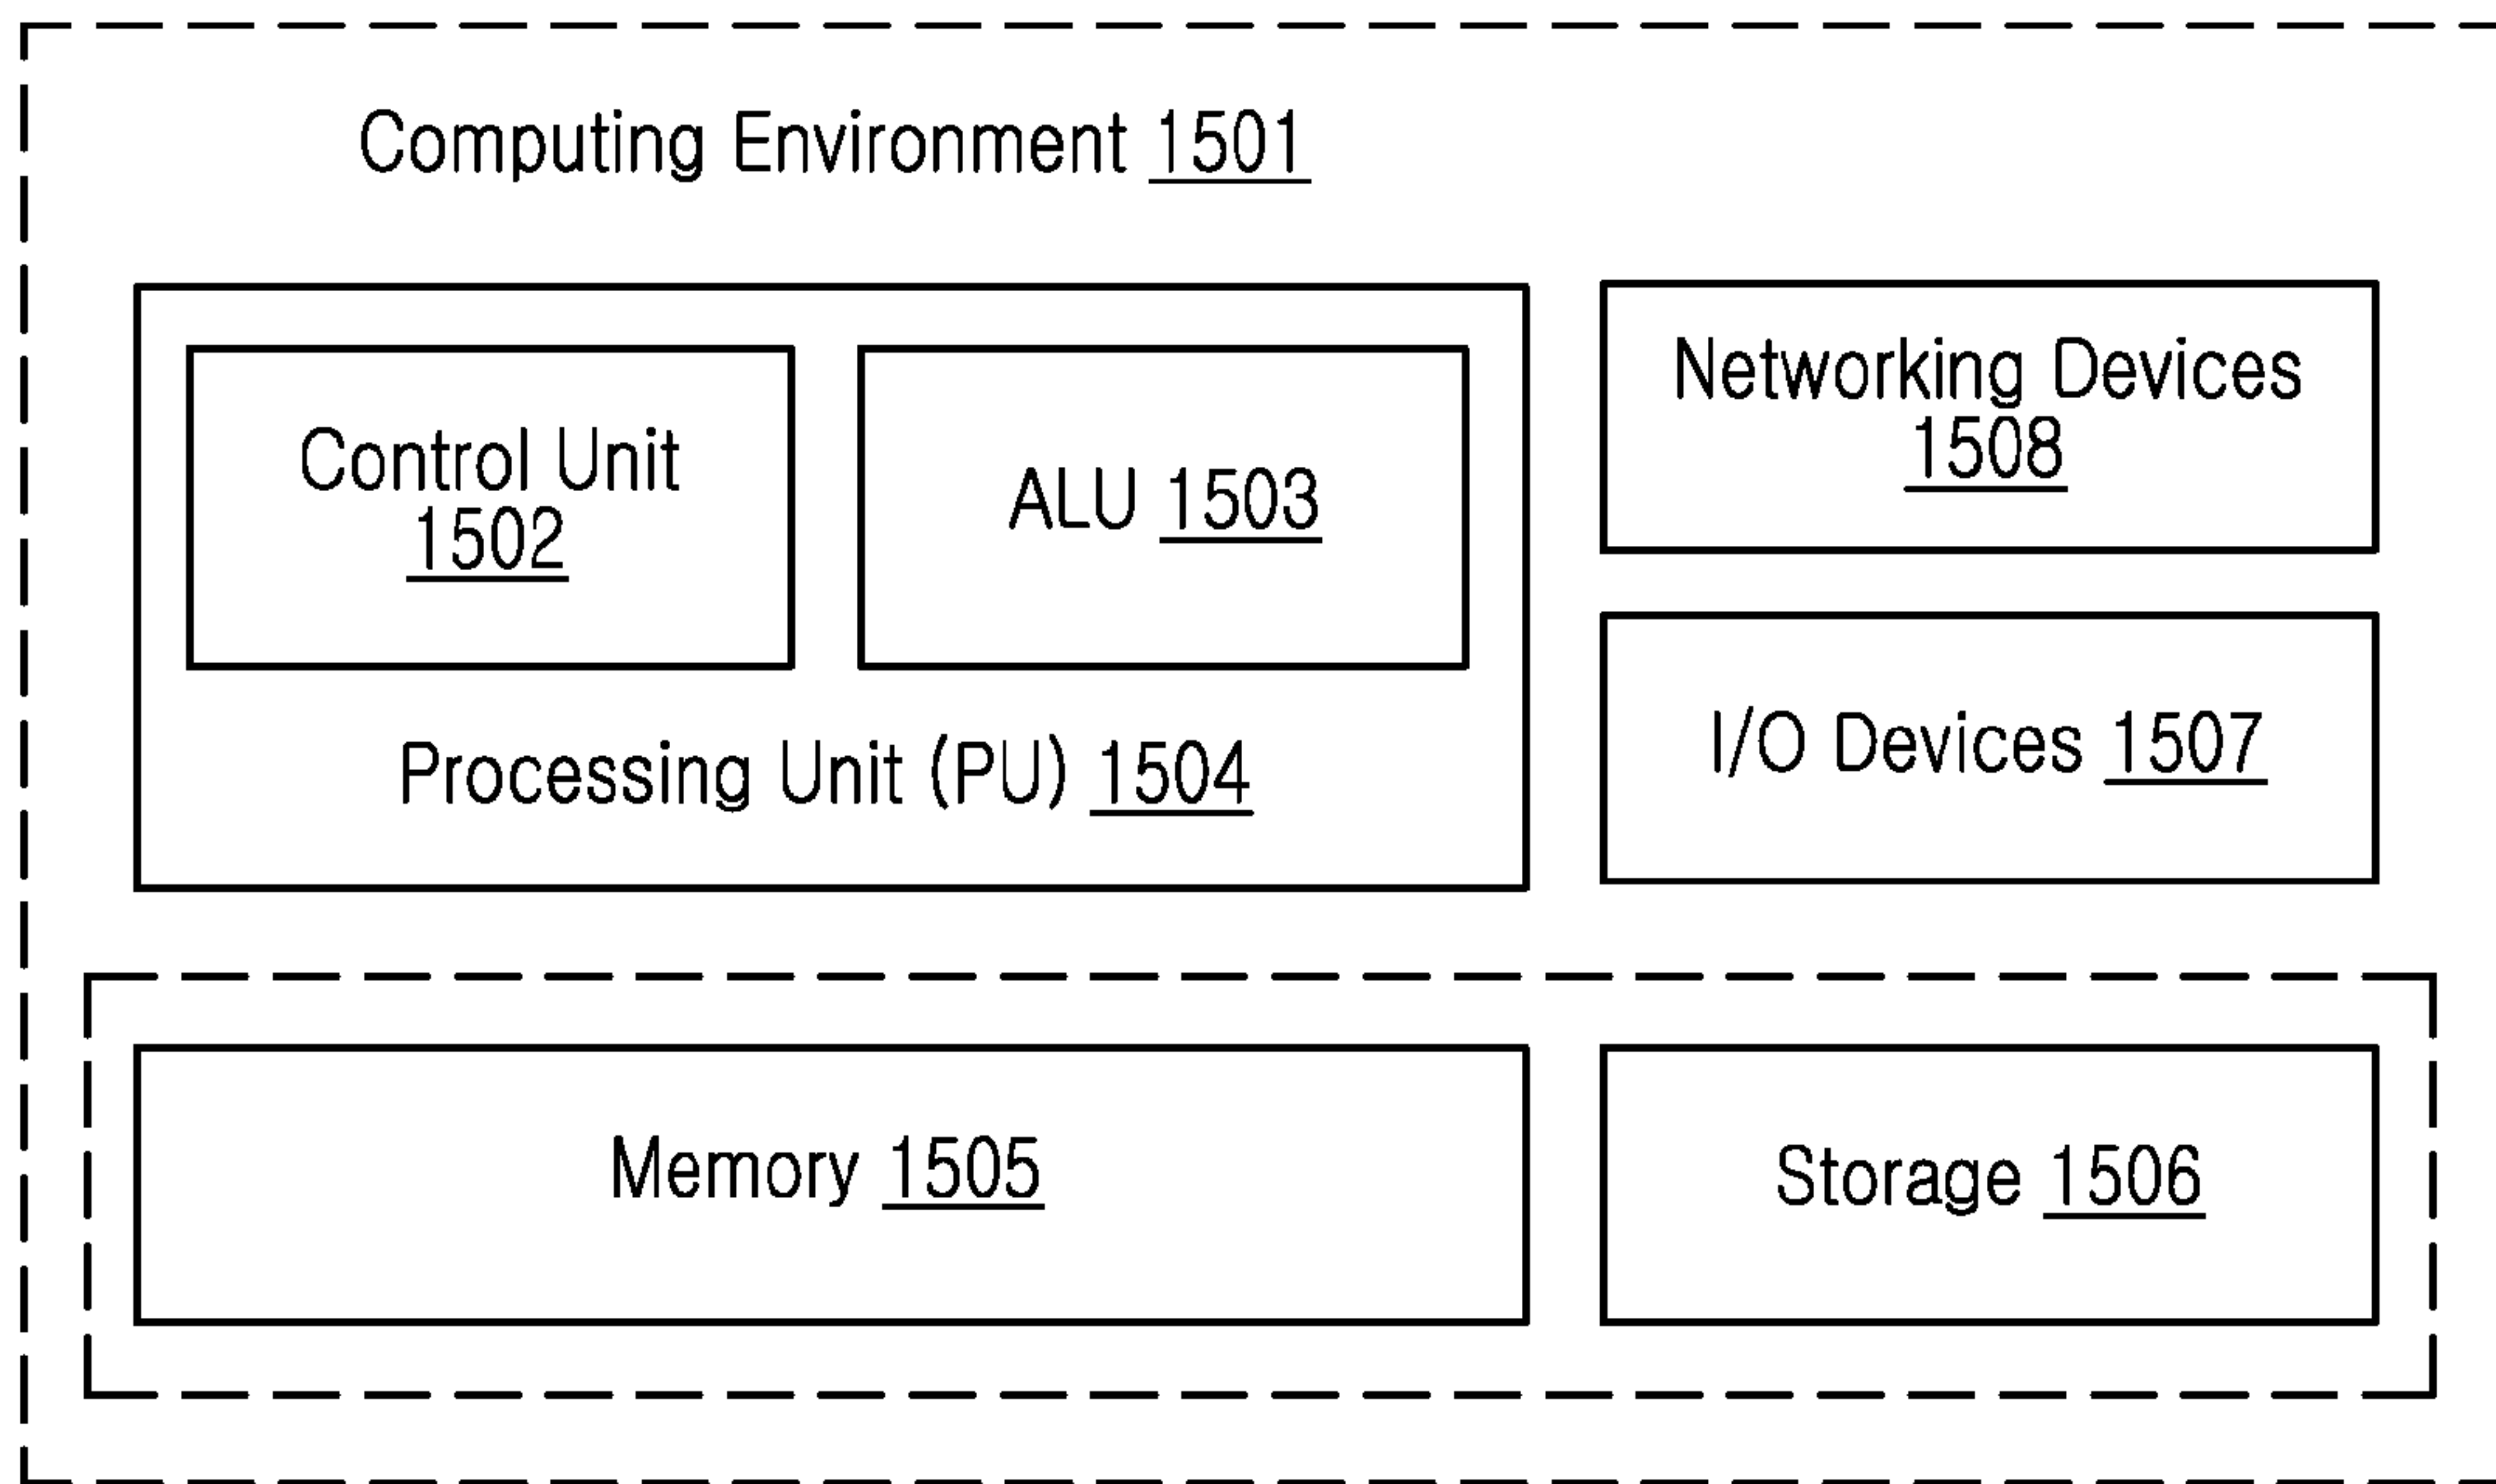 Computing Environment 1501
Control Unit
1502
ALU 1503
Processing Unit (PU) 1504
Networking Devices
1508
I/O Devices 1507
Memory 1505
Storage 1506